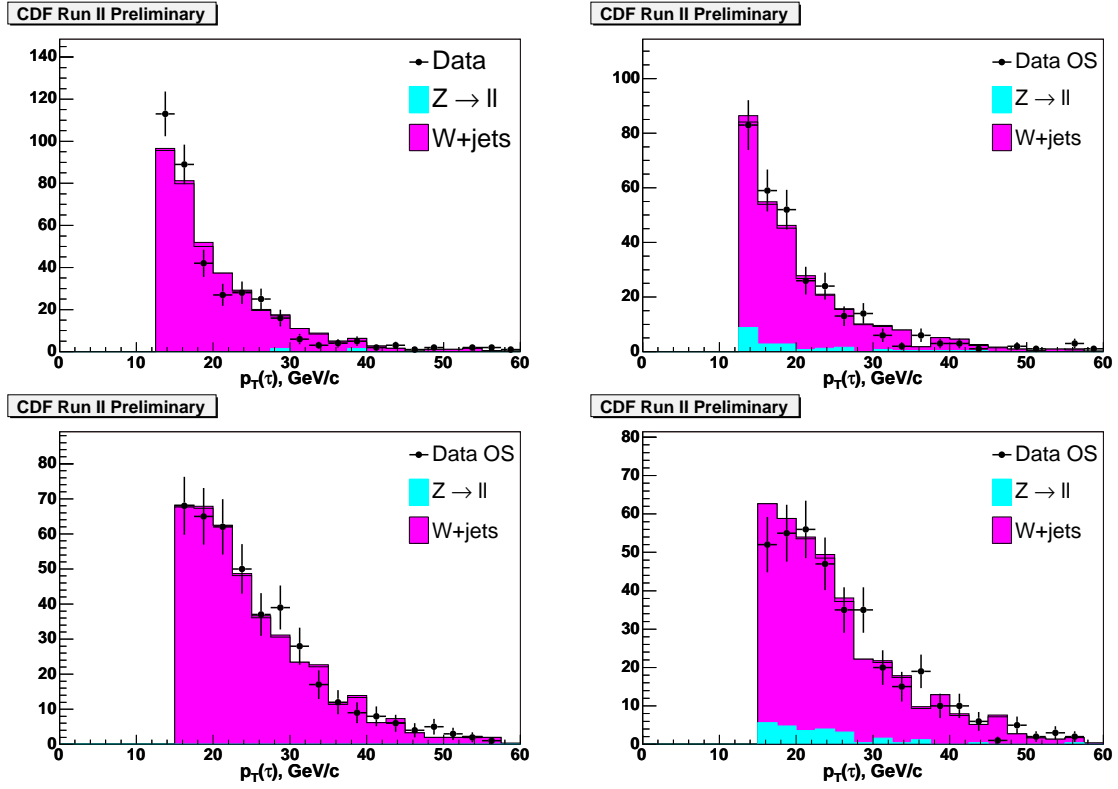 CDF Run II Preliminary
140
120
100
80
60
40
20
0
Data
Z → ll
W+jets
0 10 20 30 40 50 60
p_T(τ), GeV/c
CDF Run II Preliminary
100
80
60
40
20
0
Data OS
Z → ll
W+jets
0 10 20 30 40 50 60
p_T(τ), GeV/c
CDF Run II Preliminary
80
70
60
50
40
30
20
10
0
Data OS
Z → ll
W+jets
0 10 20 30 40 50 60
p_T(τ), GeV/c
CDF Run II Preliminary
80
70
60
50
40
30
20
10
0
Data OS
Z → ll
W+jets
0 10 20 30 40 50 60
p_T(τ), GeV/c